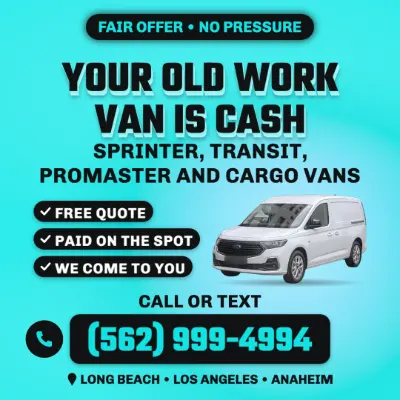 FAIR OFFER • NO PRESSURE
YOUR OLD WORK
VAN IS CASH
SPRINTER, TRANSIT,
PROMASTER AND CARGO VANS
FREE QUOTE
PAID ON THE SPOT
WE COME TO YOU
CALL OR TEXT
(562) 999-4994
LONG BEACH • LOS ANGELES • ANAHEIM